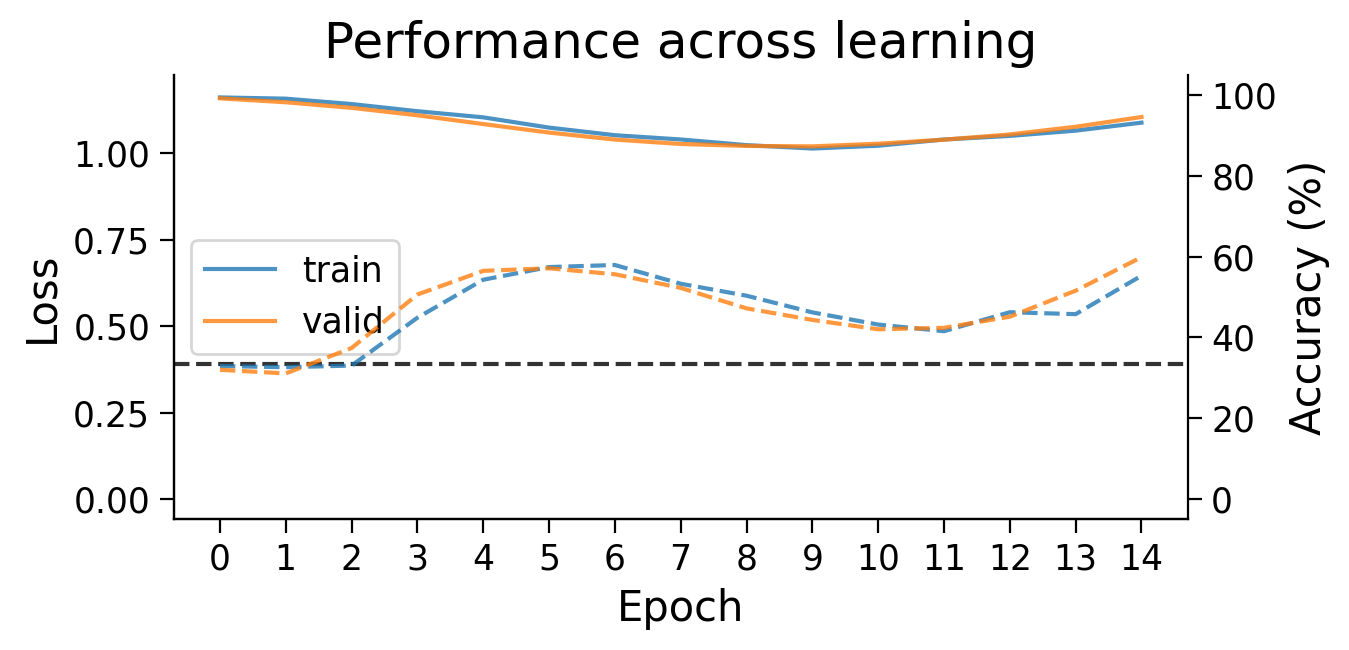 Performance across learning
Loss
1.00
0.75
0.50
0.25
0.00
train
valid
100
80
60
40
20
0
Accuracy (%)
0 1 2 3 4 5 6 7 8 9 10 11 12 13 14
Epoch